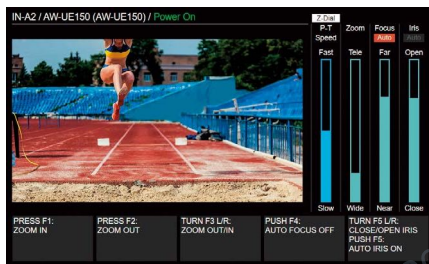 IN-A2 / AW-UE150 (AW-UE150) / Power On
Z-Dial
P-T Speed
Zoom
Focus
Iris
Auto
Auto
Fast
Tele
Far
Open
Slow
Wide
Near
Close
PRESS F1:
ZOOM IN
PRESS F2:
ZOOM OUT
TURN F3 L/R:
ZOOM OUT/IN
PUSH F4:
AUTO FOCUS OFF
TURN F5 L/R:
CLOSE/OPEN IRIS
PUSH F5:
AUTO IRIS ON